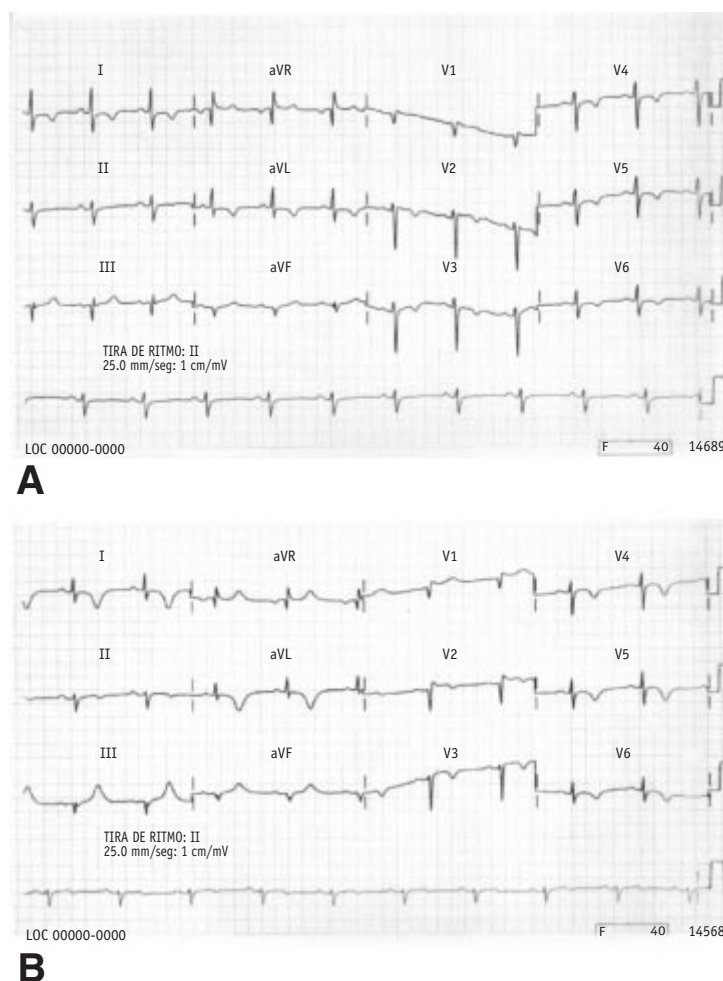 I aVR V1 V4
II aVL V2 V5
III aVF V3 V6
TIRA DE RITMO: II
25.0 mm/seg: 1 cm/mV
LOC 00000-0000
F 40 14689
A
I aVR V1 V4
II aVL V2 V5
III aVF V3 V6
TIRA DE RITMO: II
25.0 mm/seg: 1 cm/mV
LOC 00000-0000
F 40 14568
B